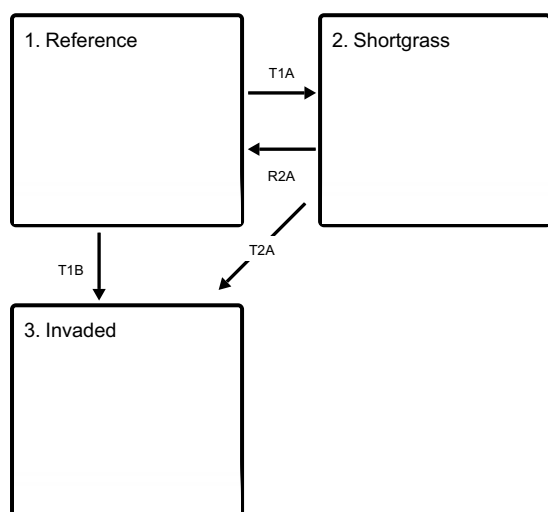 1. Reference
2. Shortgrass
T1A
R2A
T2A
T1B
3. Invaded